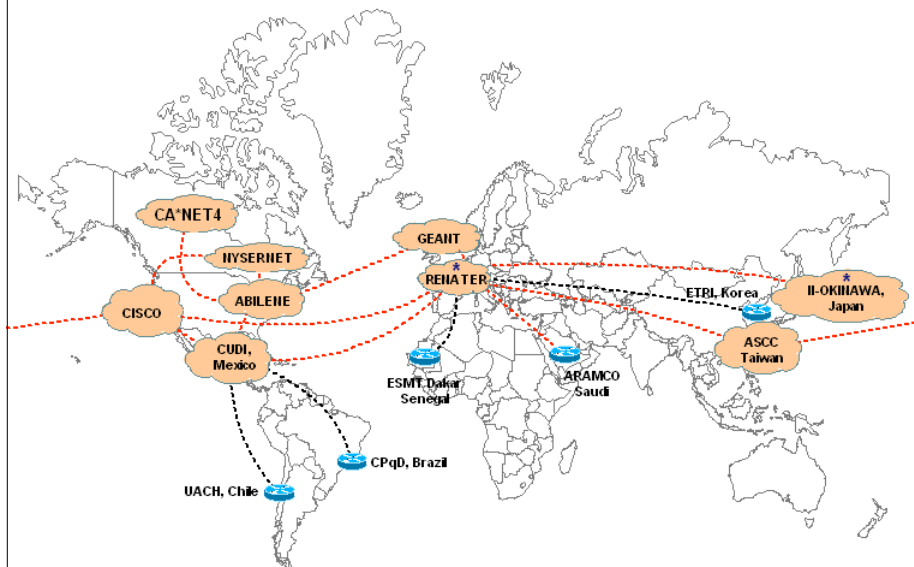 CA*NET4
GEANT
NYSERNET
*
RENATER
*
II-OKINAWA,
Japan
ETRI, Korea
ABILENE
CISCO
ASCC
Taiwan
CUDI,
Mexico
ESMT Dakar
Senegal
ARAMCO
Saudi
CPqD, Brazil
UACH, Chile